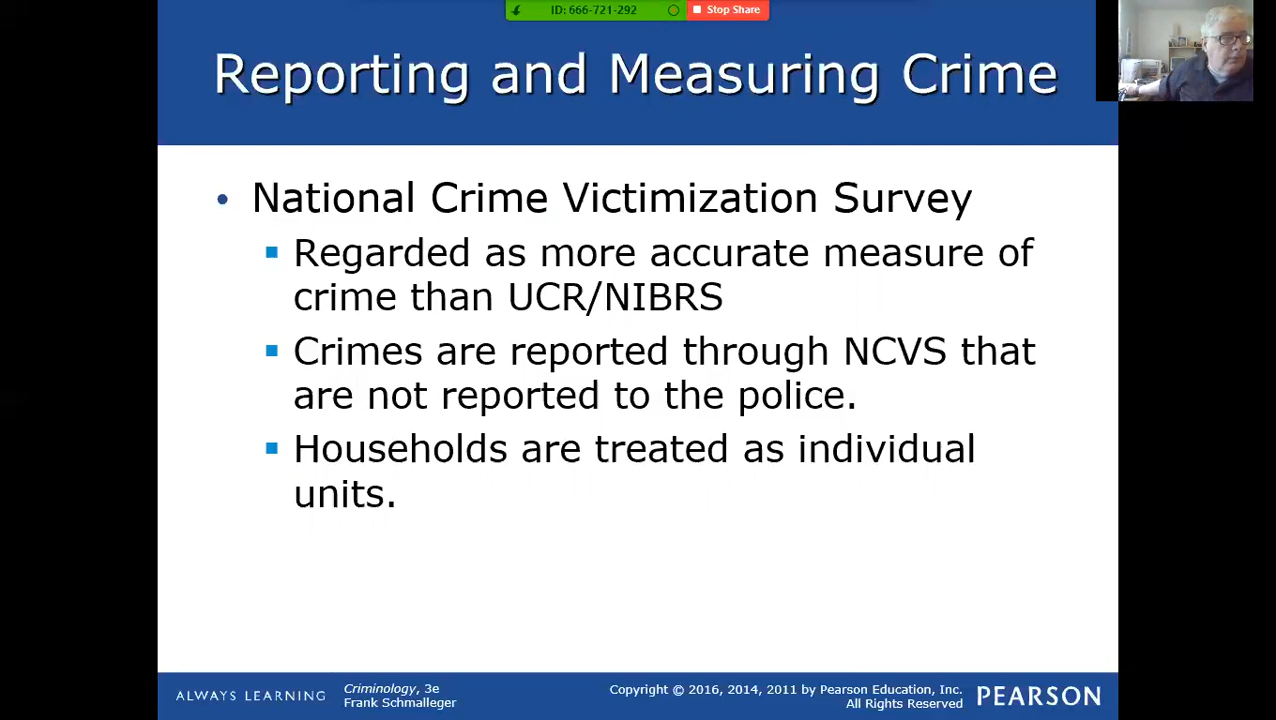 ID: 666-721-292
Stop Share
Reporting and Measuring Crime
• National Crime Victimization Survey
▪ Regarded as more accurate measure of
crime than UCR/NIBRS
▪ Crimes are reported through NCVS that
are not reported to the police.
▪ Households are treated as individual
units.
ALWAYS LEARNING
Criminology, 3e
Frank Schmalleger
Copyright © 2016, 2014, 2011 by Pearson Education, Inc.
All Rights Reserved
PEARSON